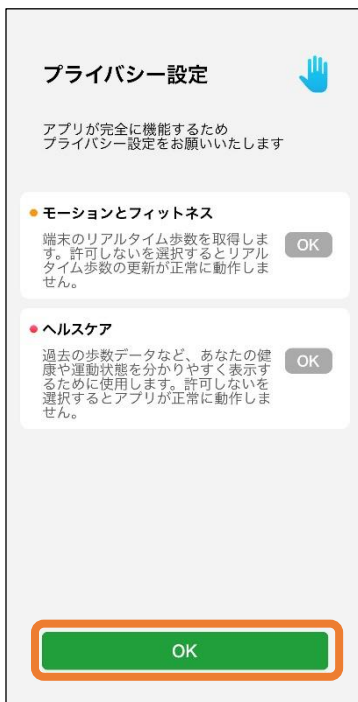 プライバシー設定
アプリが完全に機能するため
プライバシー設定をお願いいたします
モーションとフィットネス
端末のリアルタイム歩数を取得しま
す。許可しないを選択するとリアル
タイム歩数の更新が正常に動作しま
せん。
OK
ヘルスケア
過去の歩数データなど、あなたの健
康や運動状態を分かりやすく表示す
るために使用します。許可しないを
選択するとアプリが正常に動作しま
せん。
OK
OK